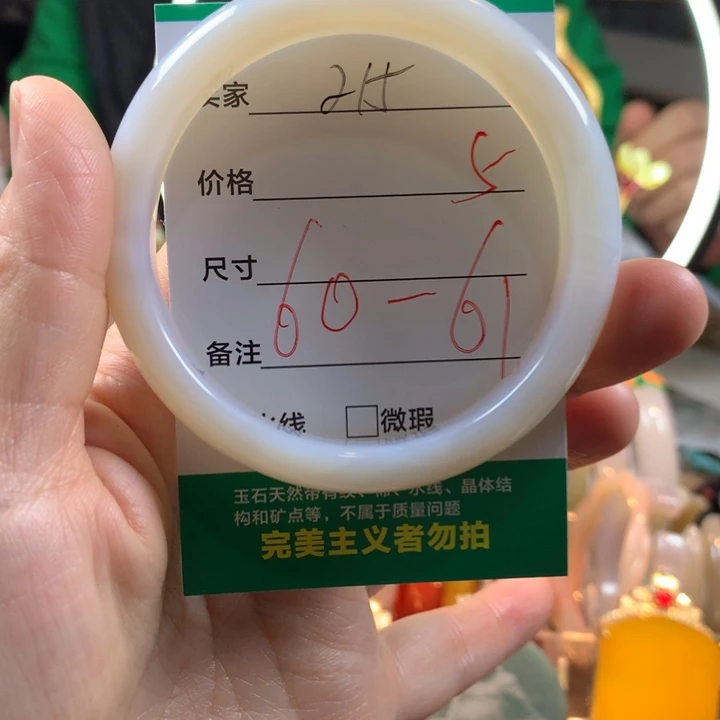 家
价格 5
尺寸 60-61
备注
线 □微瑕
玉石天然带有纹、棉、水线、晶体结
构和矿点等，不属于质量问题
完美主义者勿拍